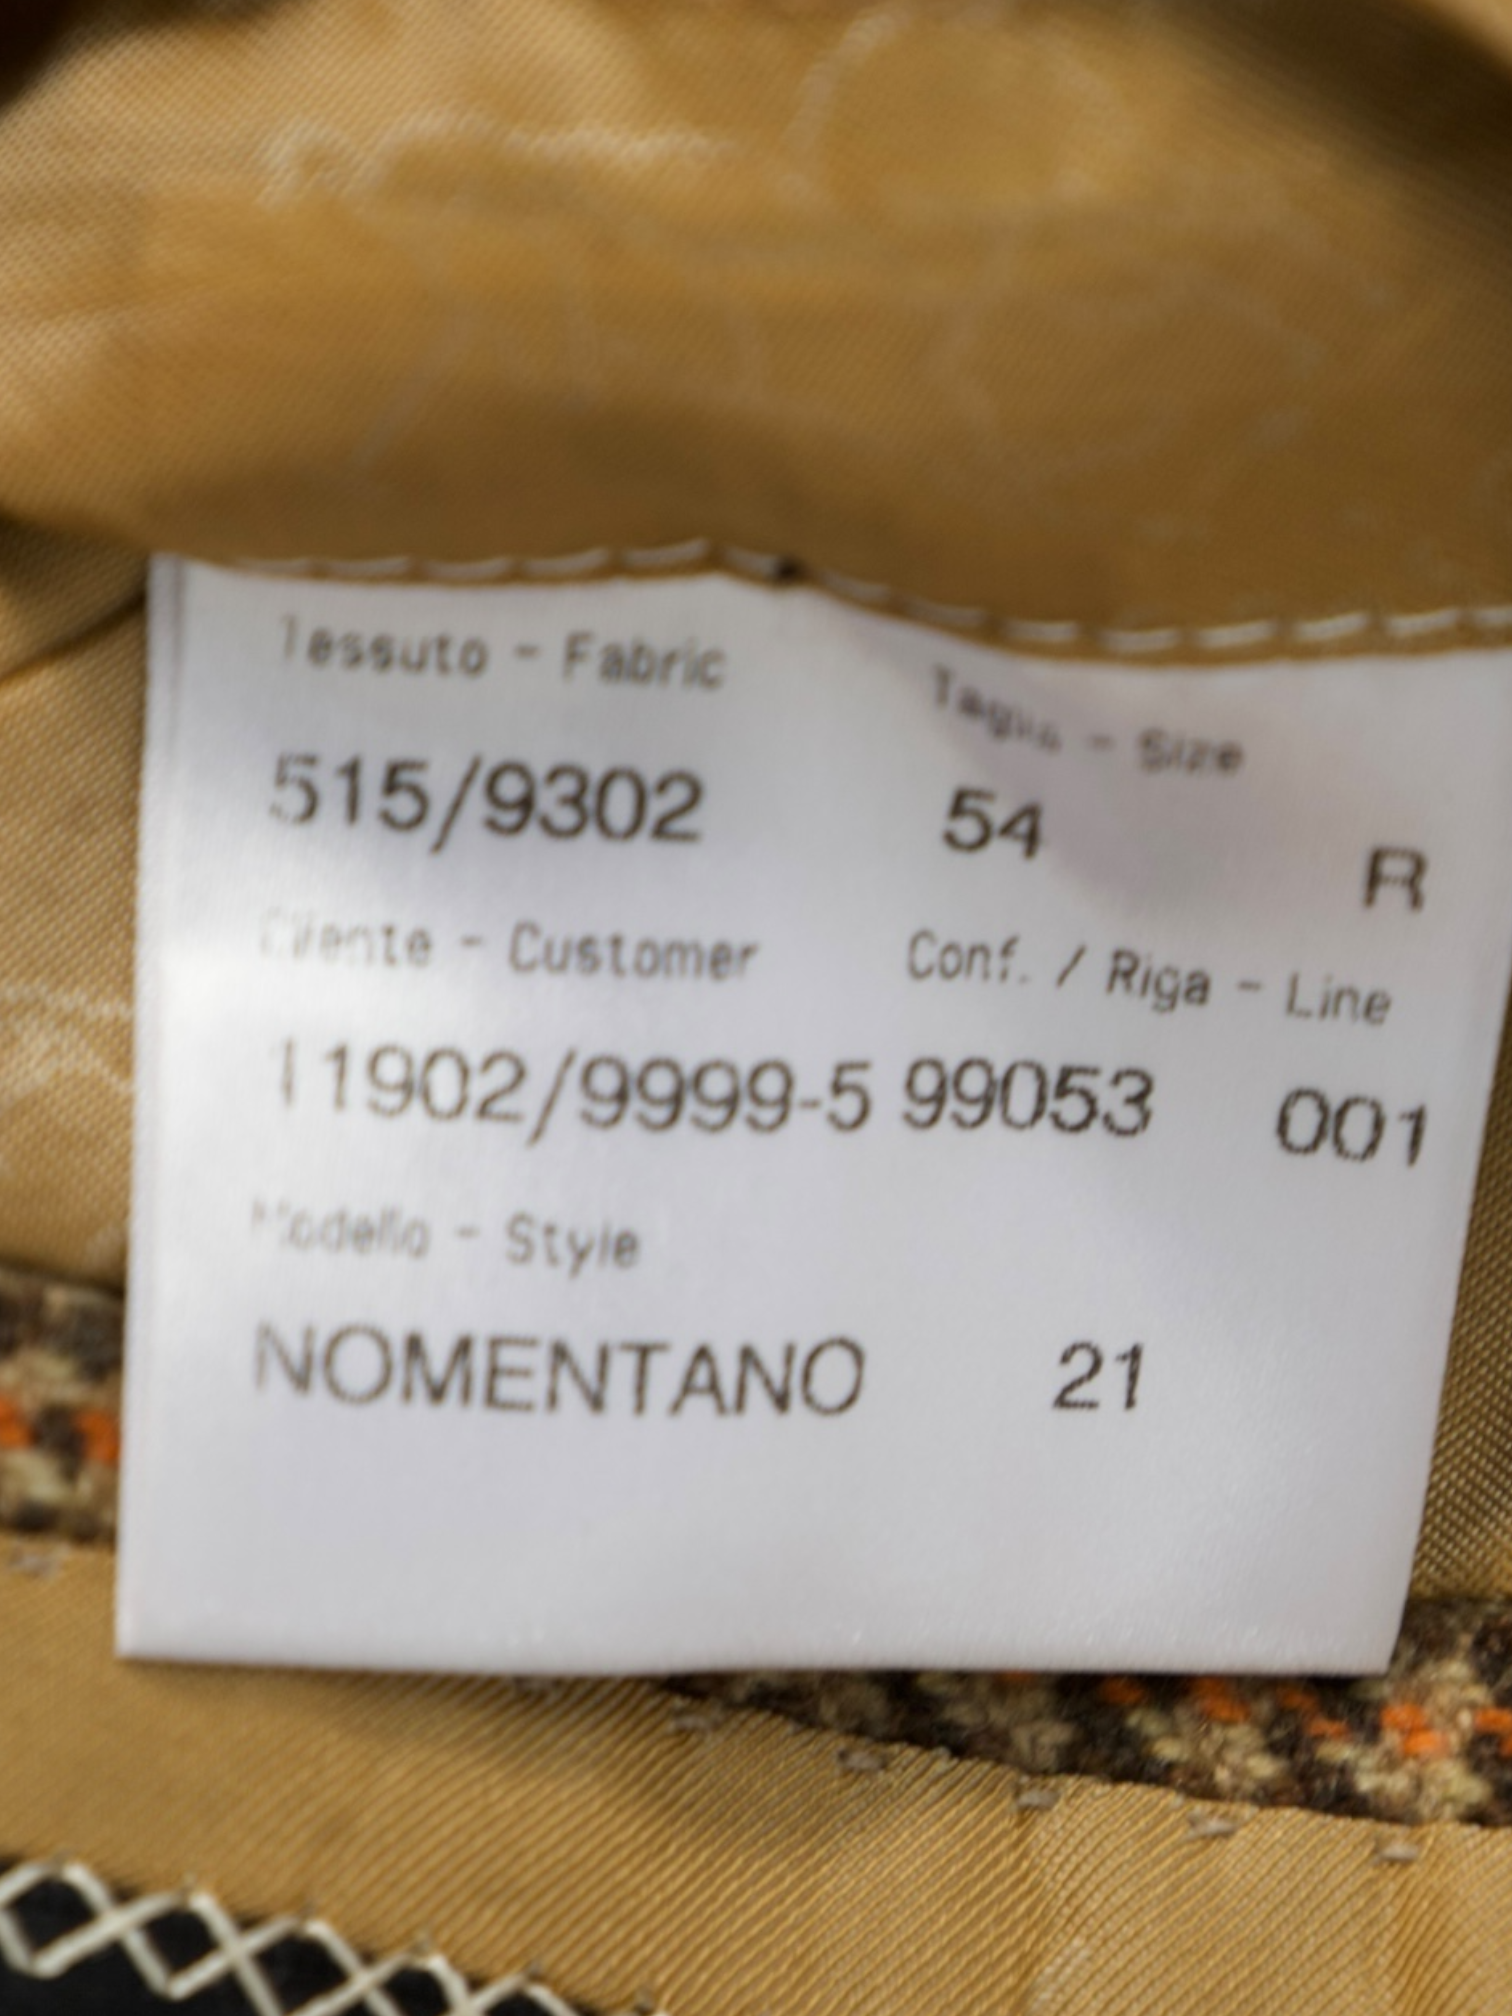 Tessuto - Fabric Taglia - Size
515/9302 54 R
Cliente - Customer Conf. / Riga - Line
11902/9999-5 99053 001
Modello - Style
NOMENTANO 21